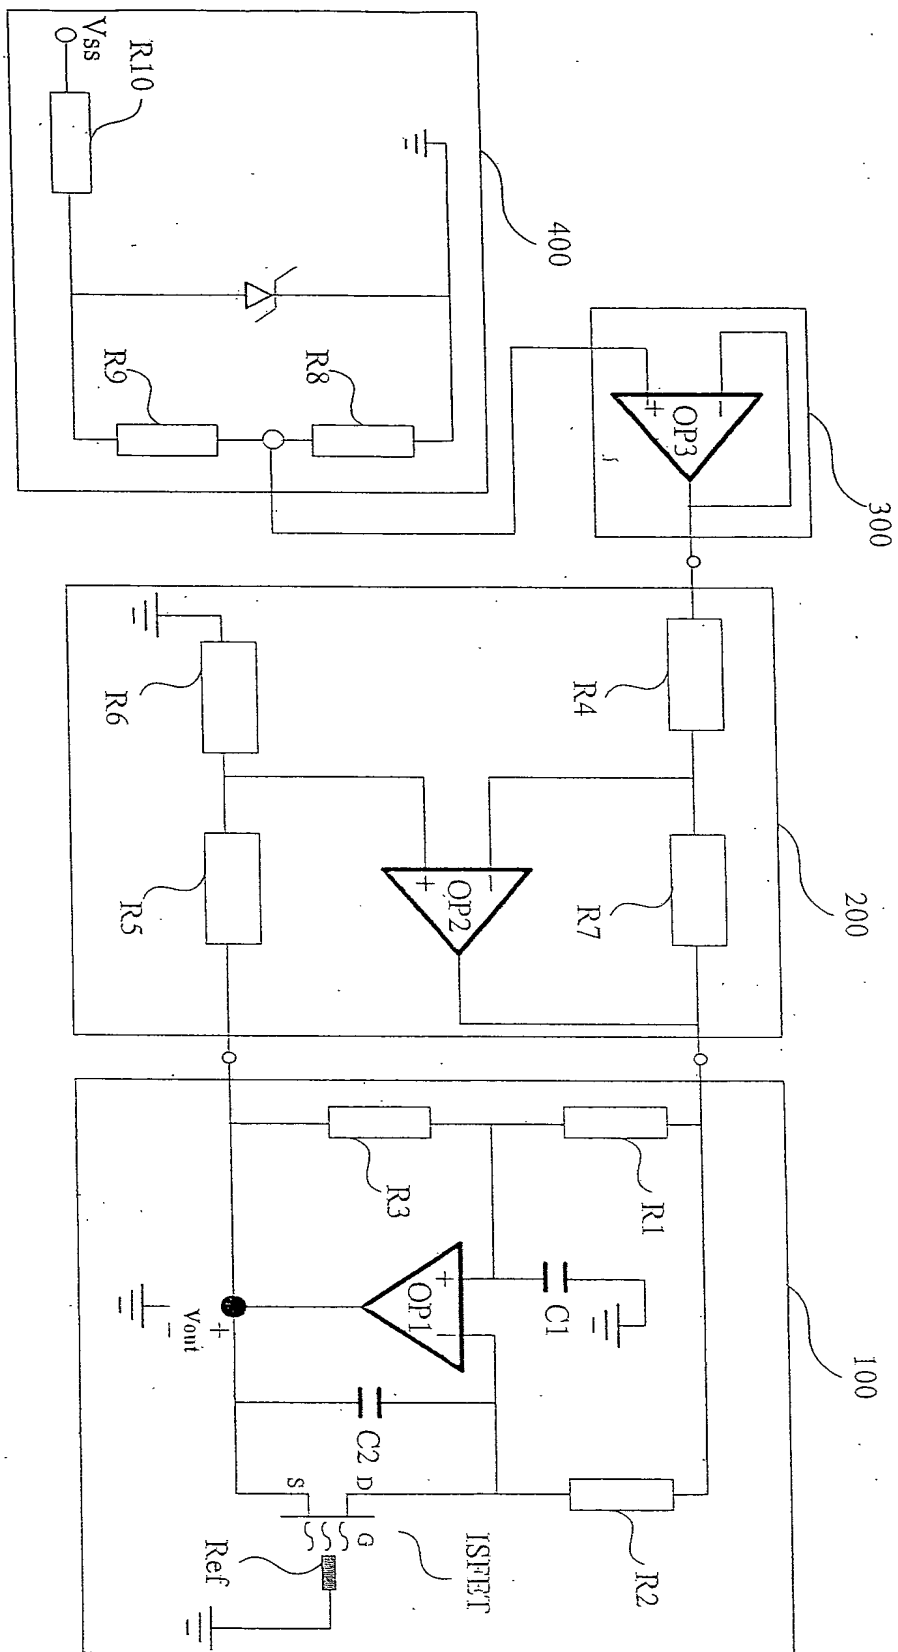 Vss
R10
400
R9
R8
+
−
OP3
300
R6
R4
R5
+
−
OP2
R7
200
R3
R1
+
−
OP1
C1
+
−
Vout
100
C2
S
D
G
ISFET
Ref
R2